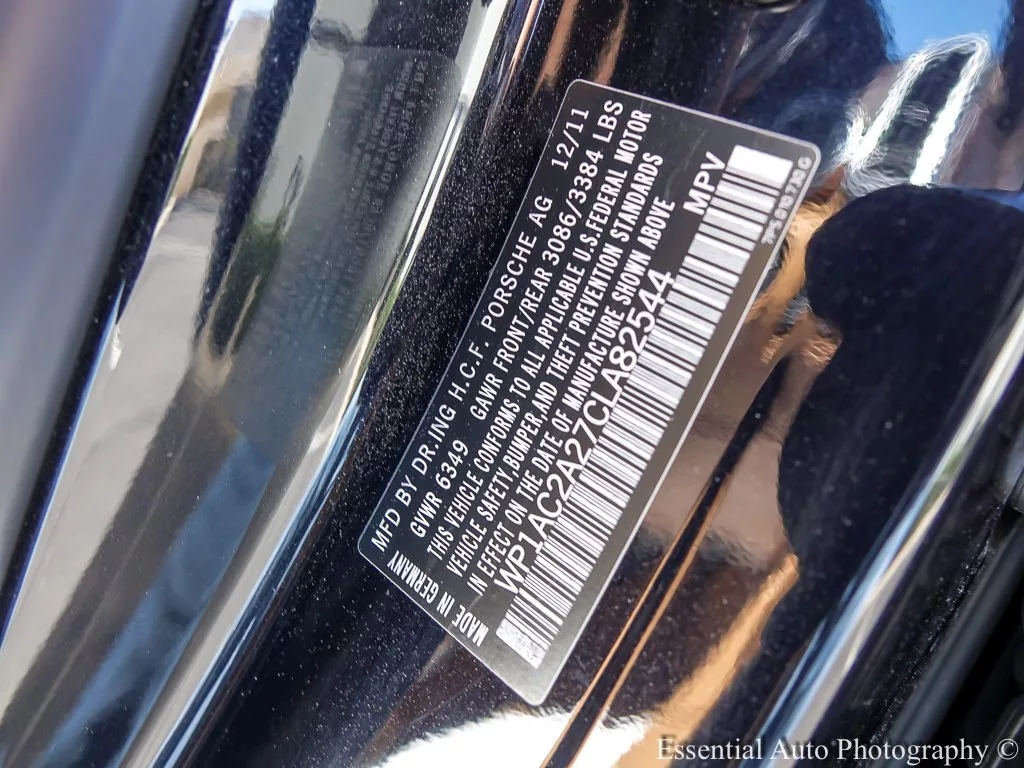 MFD BY DR.ING H.C.F. PORSCHE AG 12/11
GVWR 6349 GAWR FRONT/REAR 3086/3384 LBS
THIS VEHICLE CONFORMS TO ALL APPLICABLE U.S.FEDERAL MOTOR
VEHICLE SAFETY,BUMPER,AND THEFT PREVENTION STANDARDS
IN EFFECT ON THE DATE OF MANUFACTURE SHOWN ABOVE
WP1AC2A27CLA82544 MPV
MADE IN GERMANY
Essential Auto Photography ©